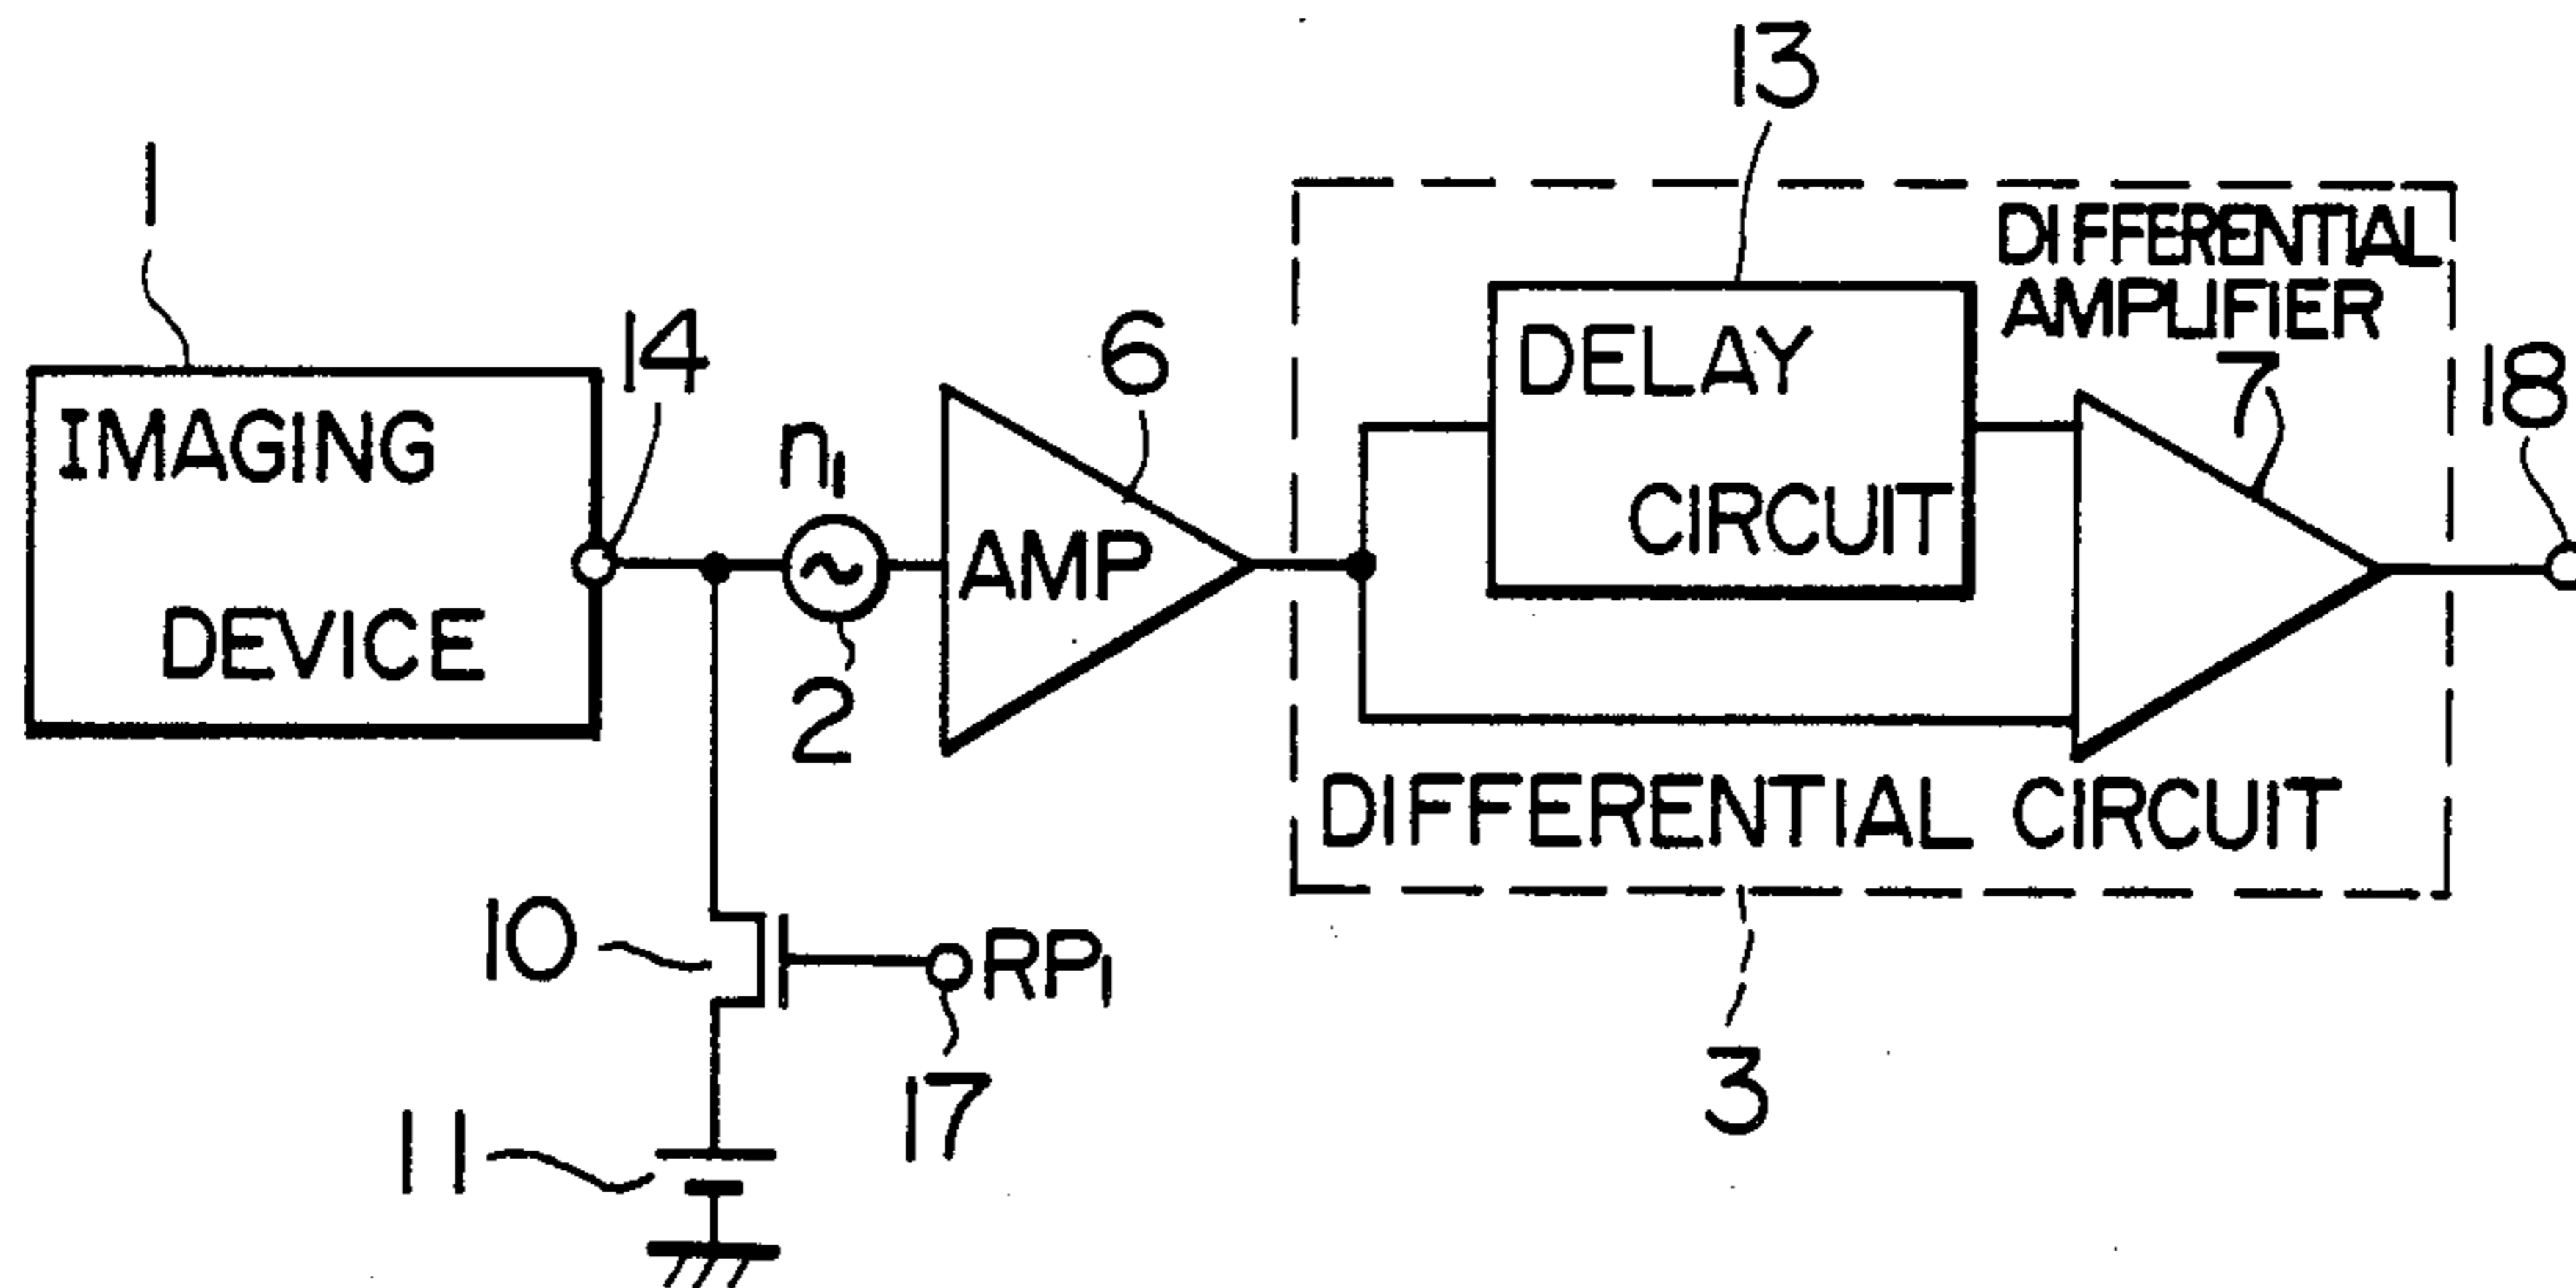 13
1
DIFFERENTIAL
AMPLIFIER
14
6
7
18
IMAGING
DEVICE
n₁
AMP
DELAY
CIRCUIT
2
DIFFERENTIAL CIRCUIT
10
RP₁
17
3
11